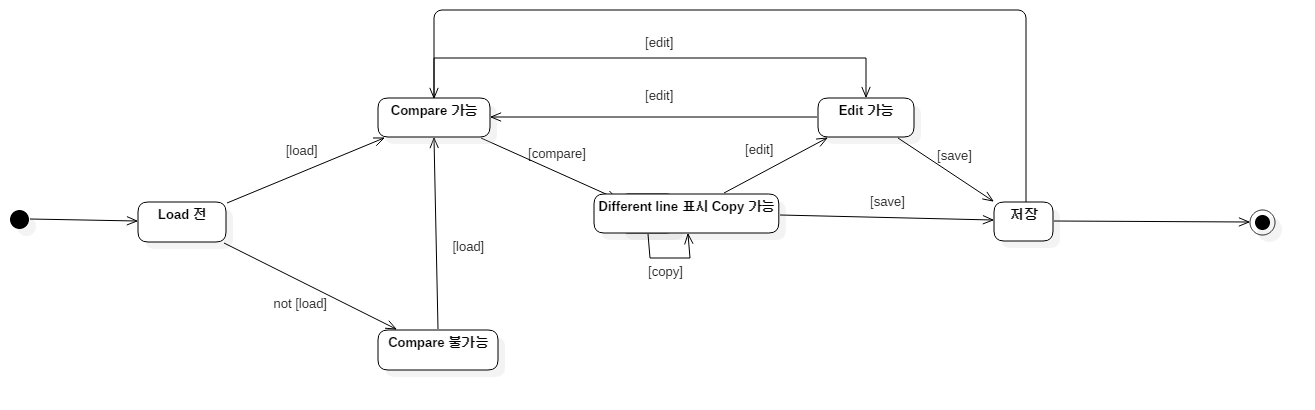 [edit]
[edit]
Compare 가능
Edit 가능
[load]
[compare]
[edit]
[save]
Load 전
Different line 표시 Copy 가능
[save]
저장
[load]
[copy]
not [load]
Compare 불가능